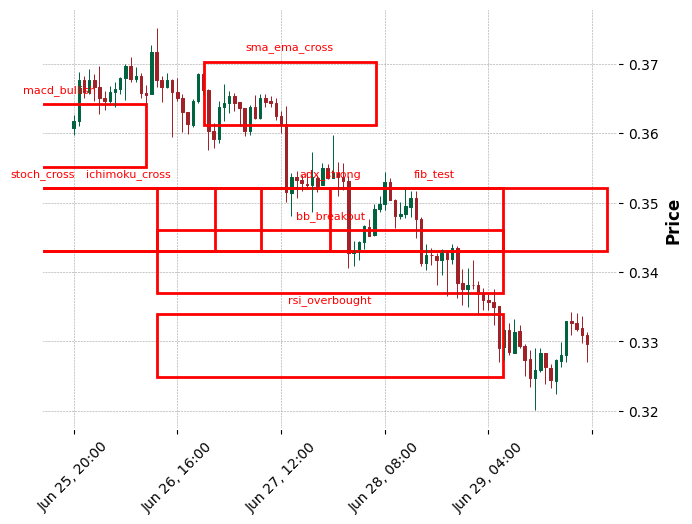 sma_ema_cross
0.37
macd_bullish
0.36
stoch_cross
ichimoku_cross
adx_strong
fib_test
0.35
bb_breakout
Price
0.34
rsi_overbought
0.33
0.32
Jun 25, 20:00
Jun 26, 16:00
Jun 27, 12:00
Jun 28, 08:00
Jun 29, 04:00